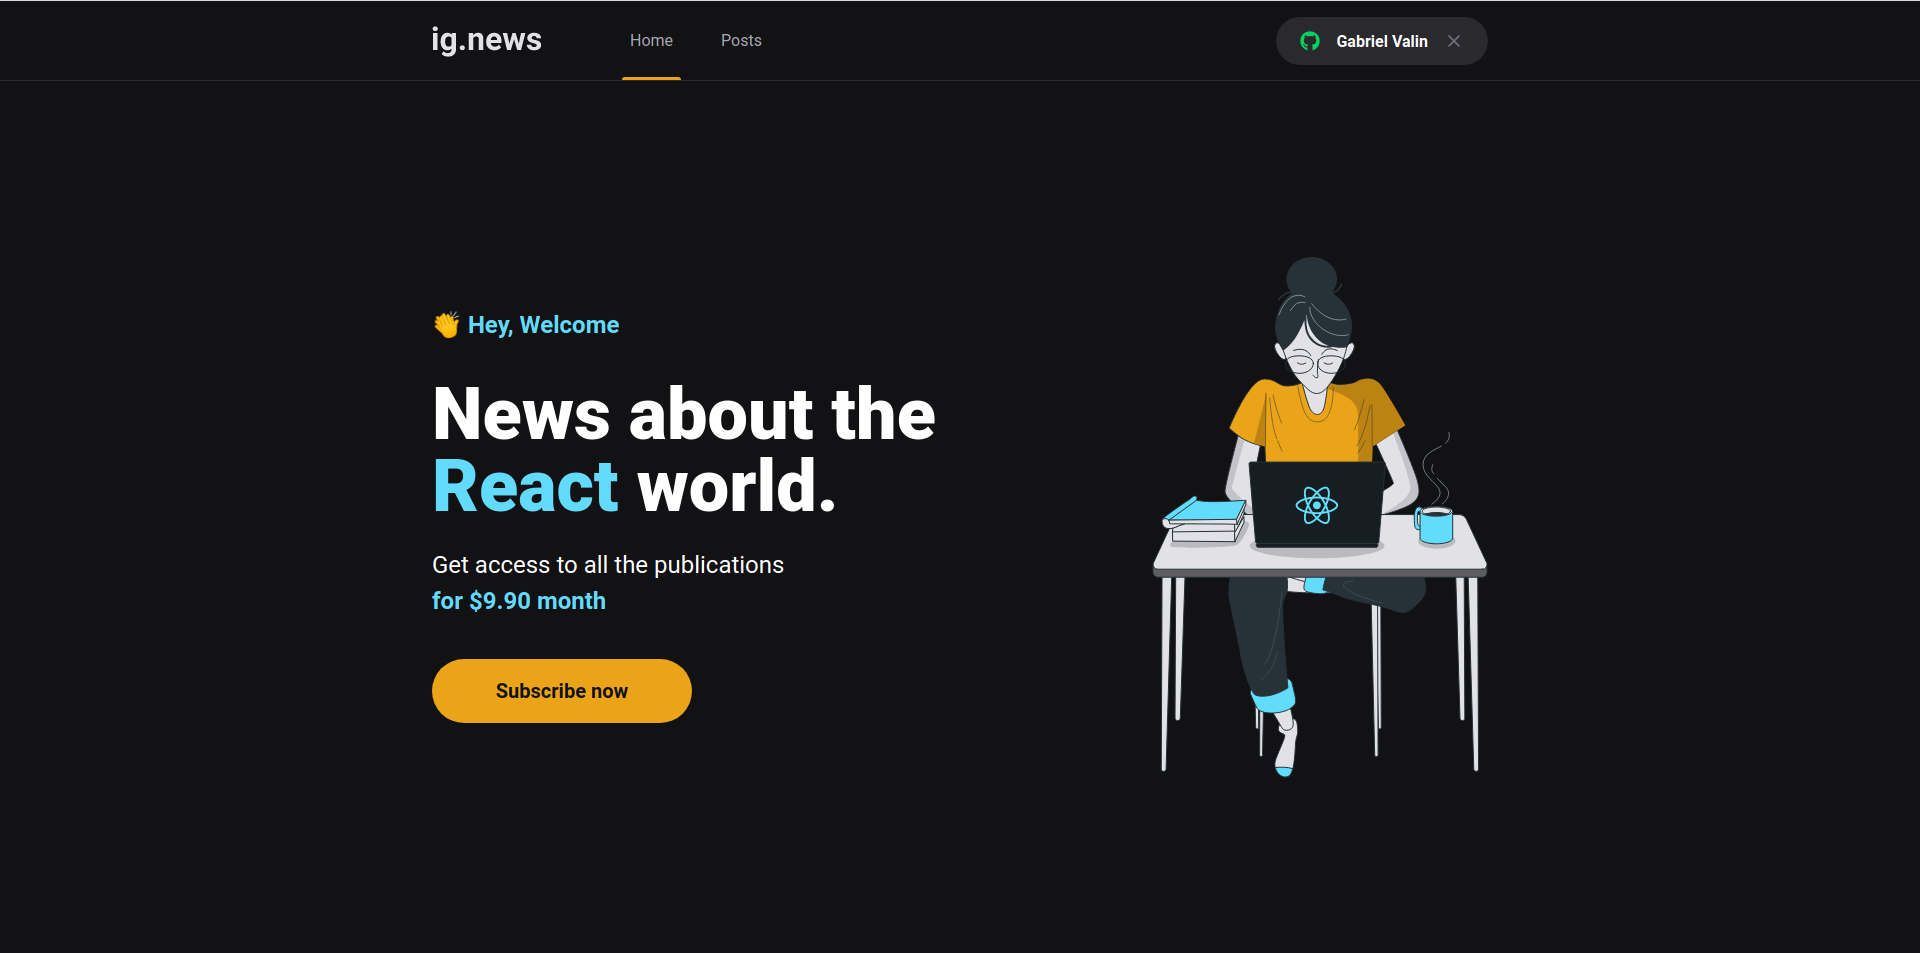 ig.news
Home
Posts
Gabriel Valin
👏 Hey, Welcome
News about the
React world.
Get access to all the publications
for $9.90 month
Subscribe now